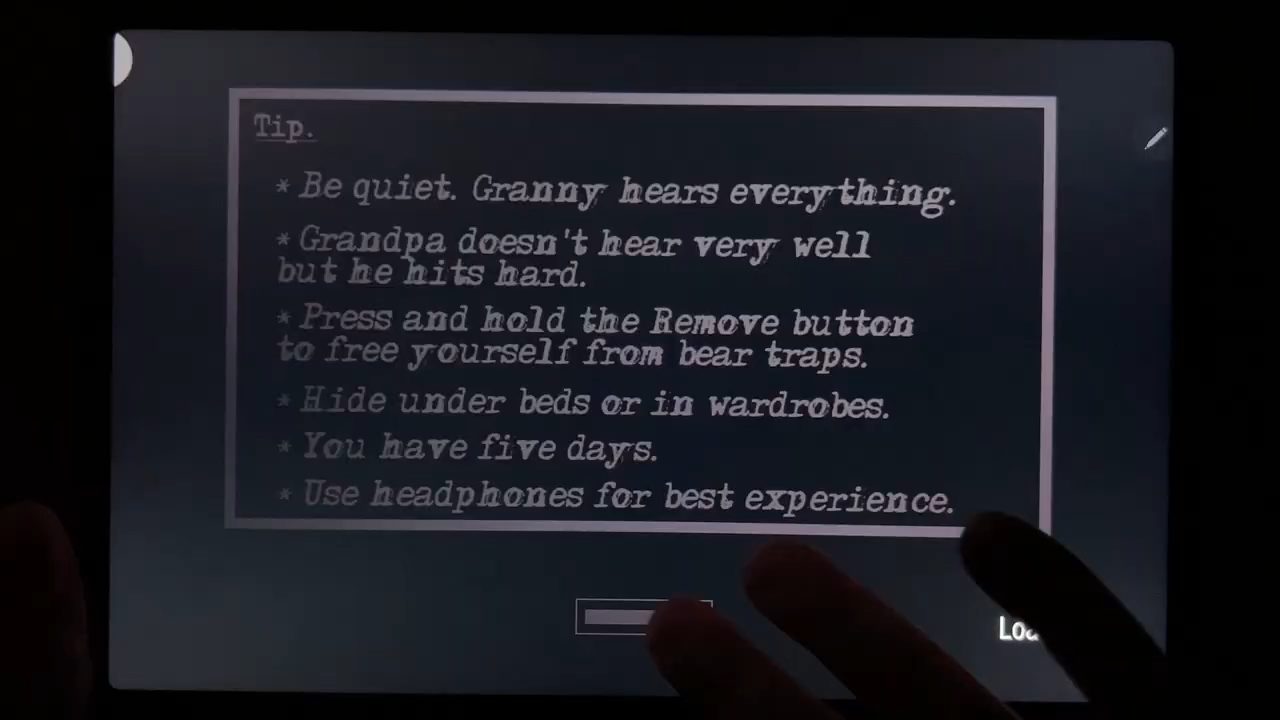 Tip.
* Be quiet. Granny hears everything.
* Grandpa doesn't hear very well
but he hits hard.
* Press and hold the Remove button
to free yourself from bear traps.
* Hide under beds or in wardrobes.
* You have five days.
* Use headphones for best experience.